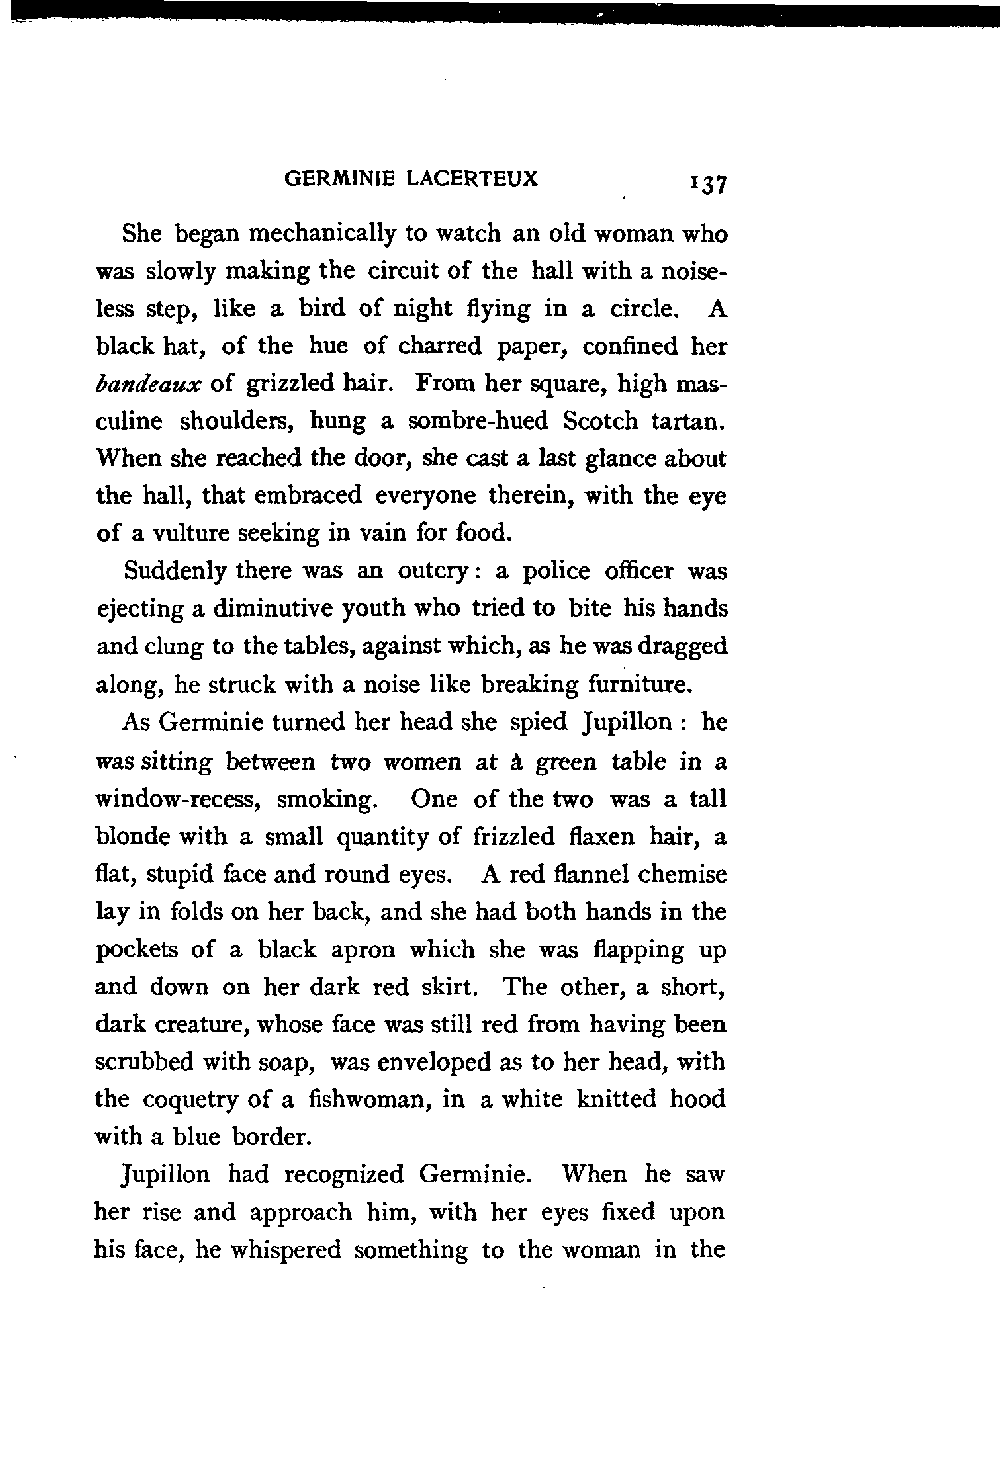 GERMINIE LACERTEUX 137
She began mechanically to watch an old woman who
was slowly making the circuit of the hall with a noise-
less step, like a bird of night flying in a circle. A
black hat, of the hue of charred paper, confined her
bandeaux of grizzled hair. From her square, high mas-
culine shoulders, hung a sombre-hued Scotch tartan.
When she reached the door, she cast a last glance about
the hall, that embraced everyone therein, with the eye
of a vulture seeking in vain for food.
Suddenly there was an outcry: a police officer was
ejecting a diminutive youth who tried to bite his hands
and clung to the tables, against which, as he was dragged
along, he struck with a noise like breaking furniture.
As Germinie turned her head she spied Jupillon: he
was sitting between two women at a green table in a
window-recess, smoking. One of the two was a tall
blonde with a small quantity of frizzled flaxen hair, a
flat, stupid face and round eyes. A red flannel chemise
lay in folds on her back, and she had both hands in the
pockets of a black apron which she was flapping up
and down on her dark red skirt. The other, a short,
dark creature, whose face was still red from having been
scrubbed with soap, was enveloped as to her head, with
the coquetry of a fishwoman, in a white knitted hood
with a blue border.
Jupillon had recognized Germinie. When he saw
her rise and approach him, with her eyes fixed upon
his face, he whispered something to the woman in the